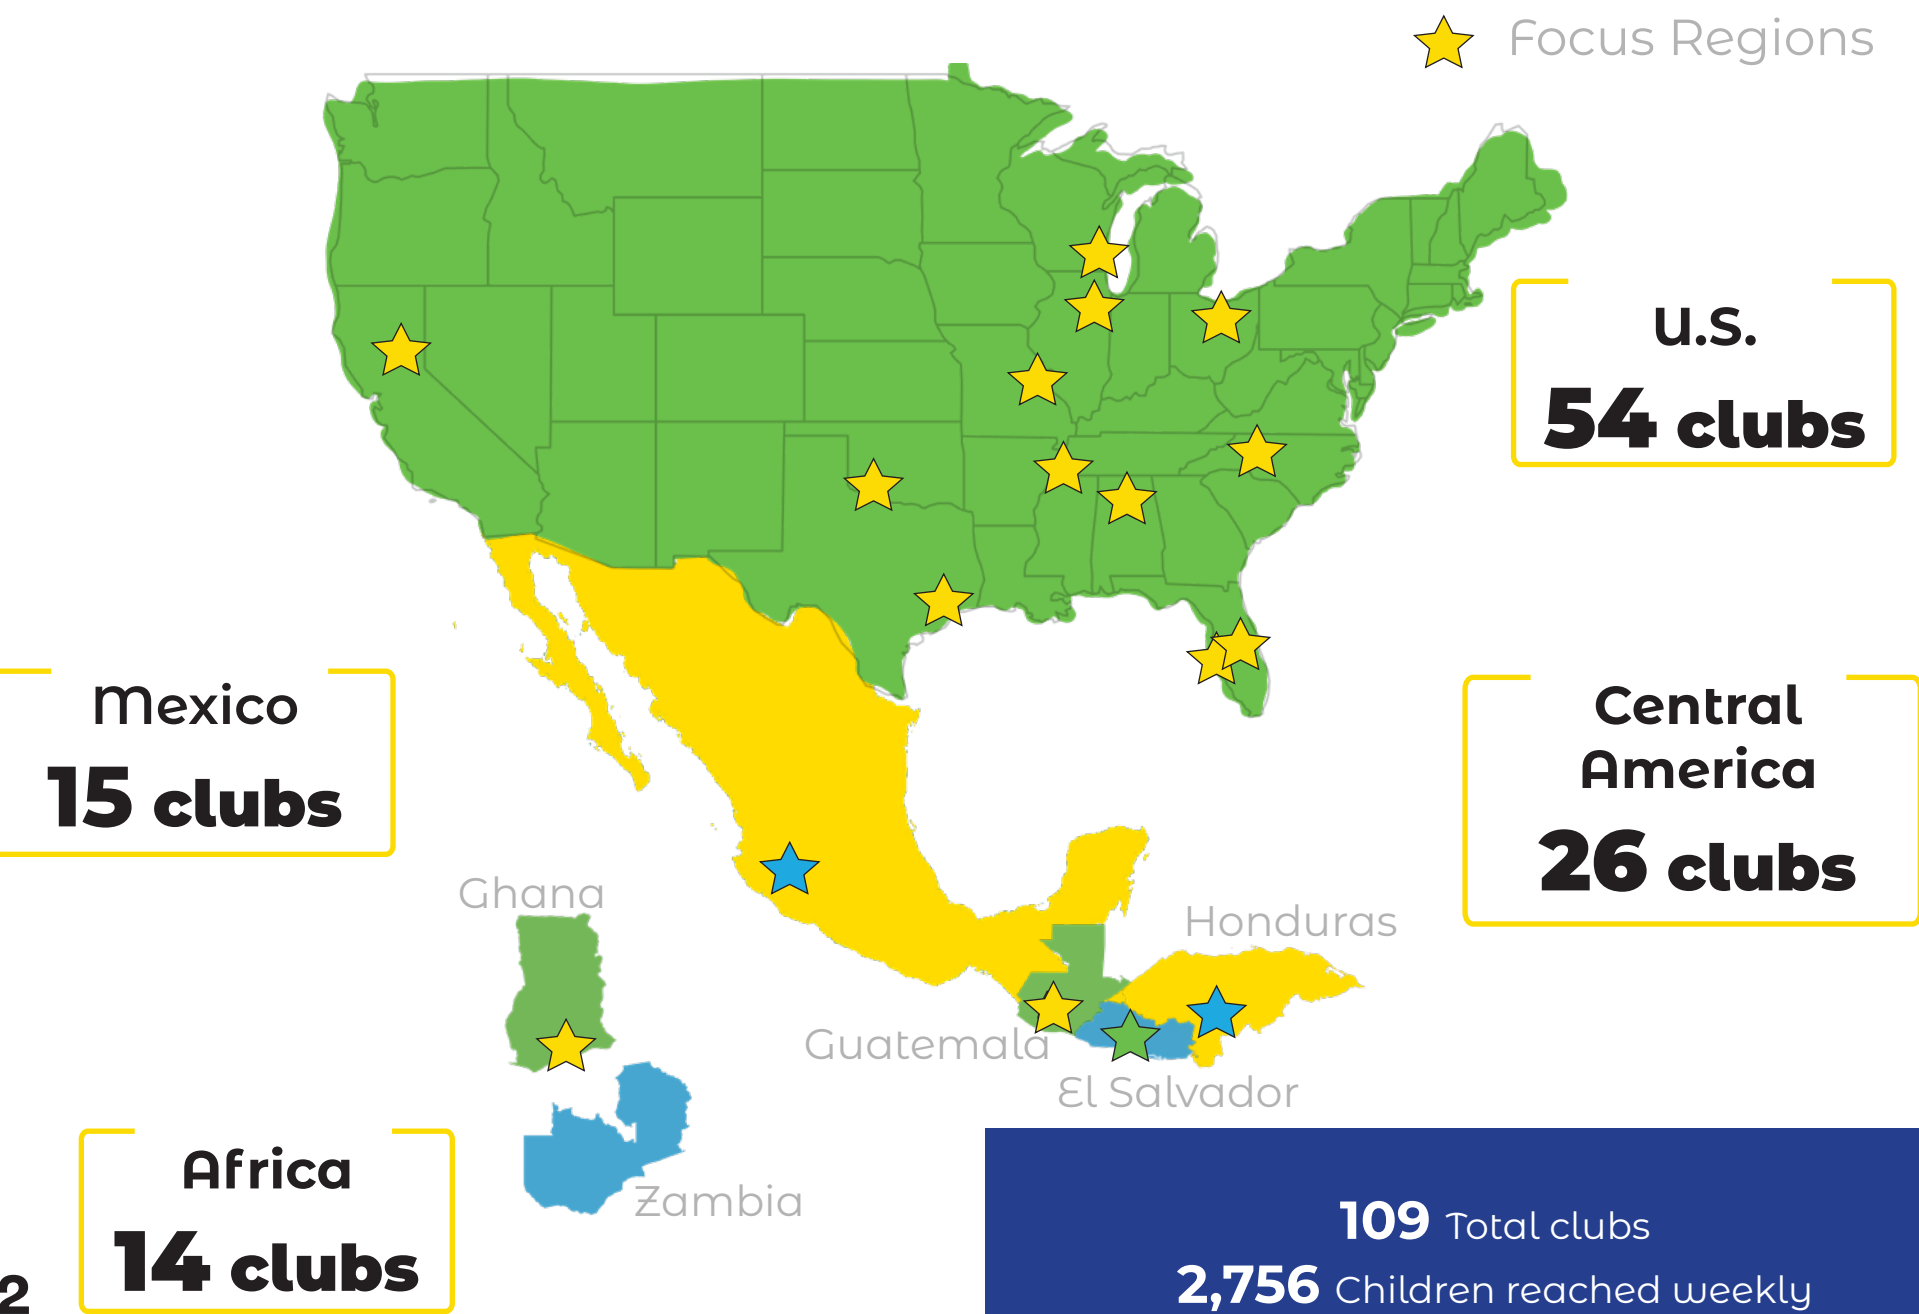 Focus Regions
U.S.
54 clubs
Mexico
15 clubs
Central
America
26 clubs
Ghana
Honduras
Guatemala
El Salvador
Africa
14 clubs
Zambia
109 Total clubs
2,756 Children reached weekly
2